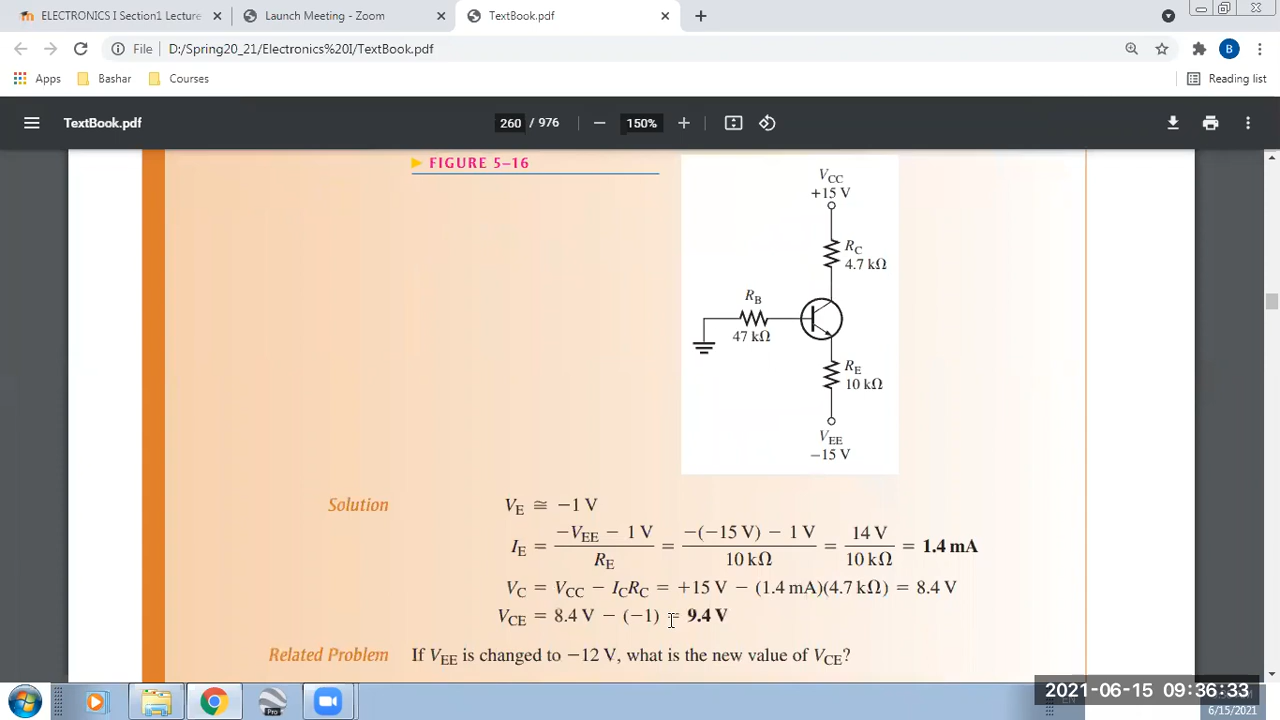 ELECTRONICS I Section1 Lecture
Launch Meeting - Zoom
TextBook.pdf
File D:/Spring20_21/Electronics%20I/TextBook.pdf
B
Apps Bashar Courses Reading list
TextBook.pdf 260 / 976 150%
FIGURE 5–16
VCC
+15 V
RC
4.7 kΩ
RB
47 kΩ
RE
10 kΩ
VEE
−15 V
Solution VE ≅ −1 V
IE = (−VEE − 1 V)/RE = (−(−15 V) − 1 V)/10 kΩ = 14 V/10 kΩ = 1.4 mA
VC = VCC − ICRC = +15 V − (1.4 mA)(4.7 kΩ) = 8.4 V
VCE = 8.4 V − (−1) = 9.4 V
Related Problem If VEE is changed to −12 V, what is the new value of VCE?
Pro
EN
2021-06-15 09:36:33
6/15/2021